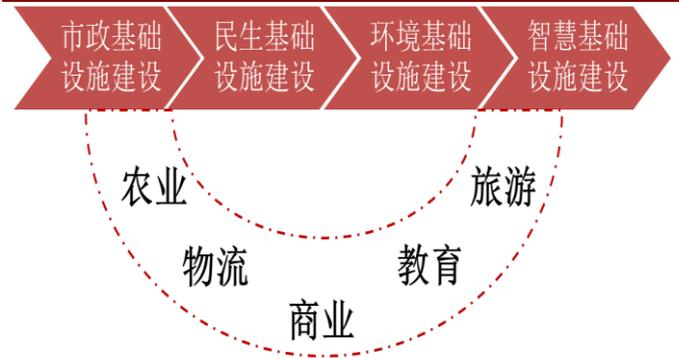 市政基础
设施建设
民生基础
设施建设
环境基础
设施建设
智慧基础
设施建设
农业
旅游
物流
教育
商业